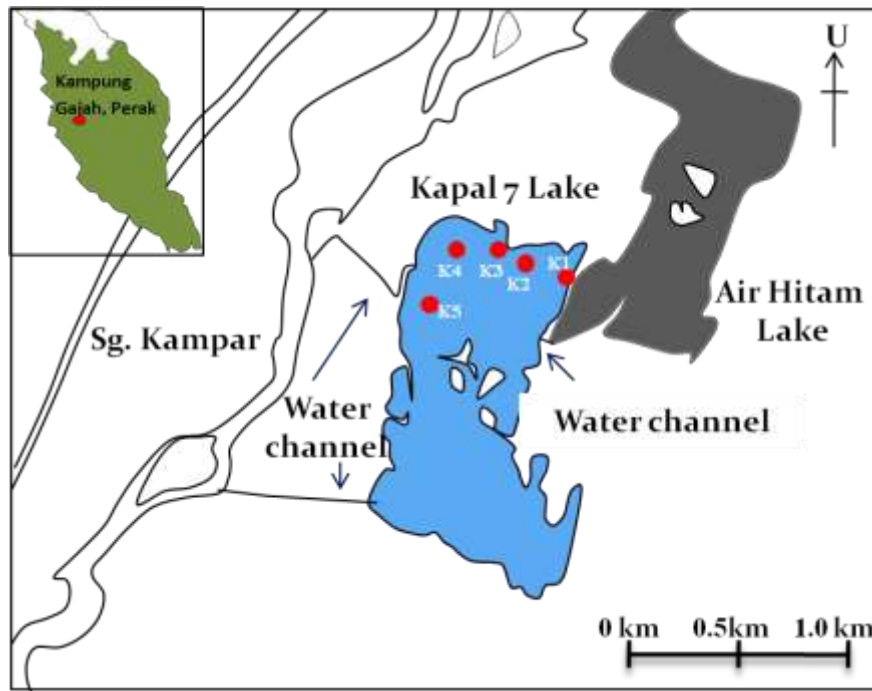 Kampung
Gajah, Perak
U
Kapal 7 Lake
K4
K3
K2
K1
K5
Air Hitam
Lake
Sg. Kampar
Water
channel
Water channel
0 km 0.5km 1.0 km